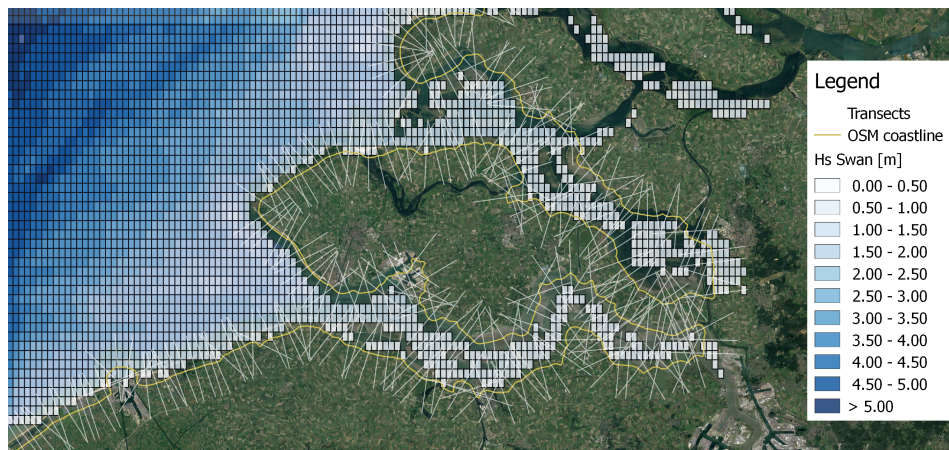 Legend
Transects
OSM coastline
Hs Swan [m]
0.00 - 0.50
0.50 - 1.00
1.00 - 1.50
1.50 - 2.00
2.00 - 2.50
2.50 - 3.00
3.00 - 3.50
3.50 - 4.00
4.00 - 4.50
4.50 - 5.00
> 5.00